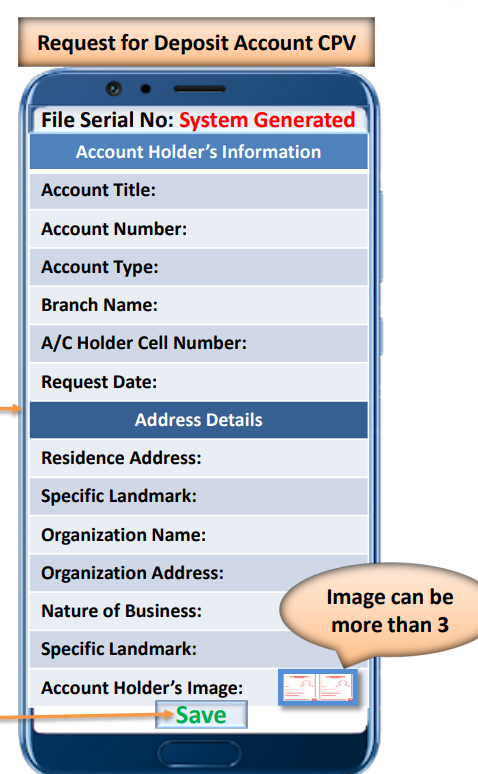 Request for Deposit Account CPV
File Serial No: System Generated
Account Holder's Information
Account Title:
Account Number:
Account Type:
Branch Name:
A/C Holder Cell Number:
Request Date:
Address Details
Residence Address:
Specific Landmark:
Organization Name:
Organization Address:
Nature of Business:
Specific Landmark:
Image can be
more than 3
Account Holder's Image:
Save